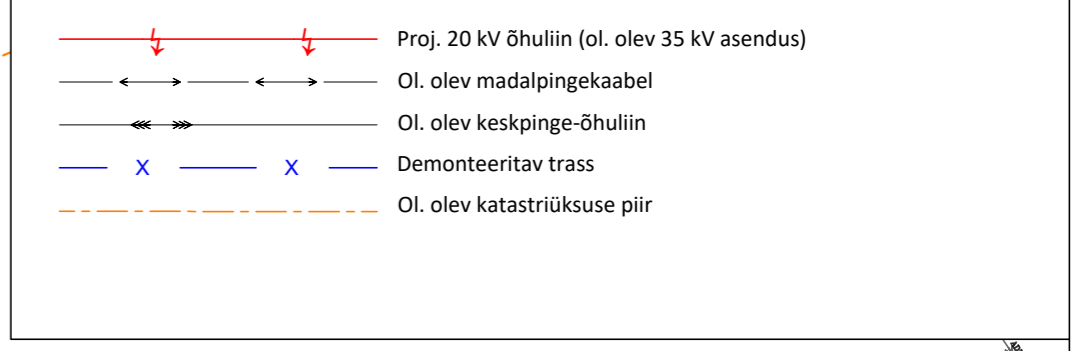 Proj. 20 kV õhuliin (ol. olev 35 kV asendus)
Ol. olev madalpingekaabel
Ol. olev keskpinge-õhuliin
X X Demonteeritav trass
Ol. olev katastriüksuse piir